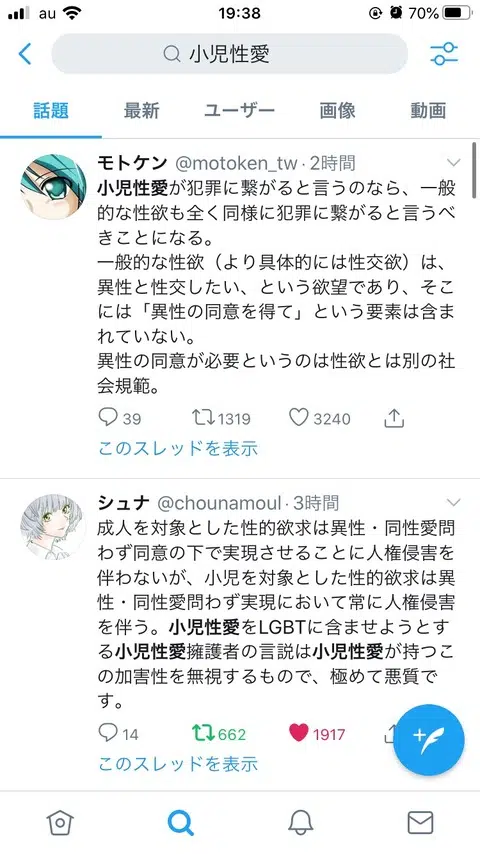 au 19:38 70%
小児性愛
話題 最新 ユーザー 画像 動画
モトケン @motoken_tw · 2時間
小児性愛が犯罪に繋がると言うのなら、一般
的な性欲も全く同様に犯罪に繋がると言うべ
きことになる。
一般的な性欲（より具体的には性交欲）は、
異性と性交したい、という欲望であり、そこ
には「異性の同意を得て」という要素は含ま
れていない。
異性の同意が必要というのは性欲とは別の社
会規範。
39 1319 3240
このスレッドを表示
シュナ @chounamoul · 3時間
成人を対象とした性的欲求は異性・同性愛問
わず同意の下で実現させることに人権侵害を
伴わないが、小児を対象とした性的欲求は異
性・同性愛問わず実現において常に人権侵害
を伴う。小児性愛をLGBTに含ませようとす
る小児性愛擁護者の言説は小児性愛が持つこ
の加害性を無視するもので、極めて悪質で
す。
14 662 1917
このスレッドを表示